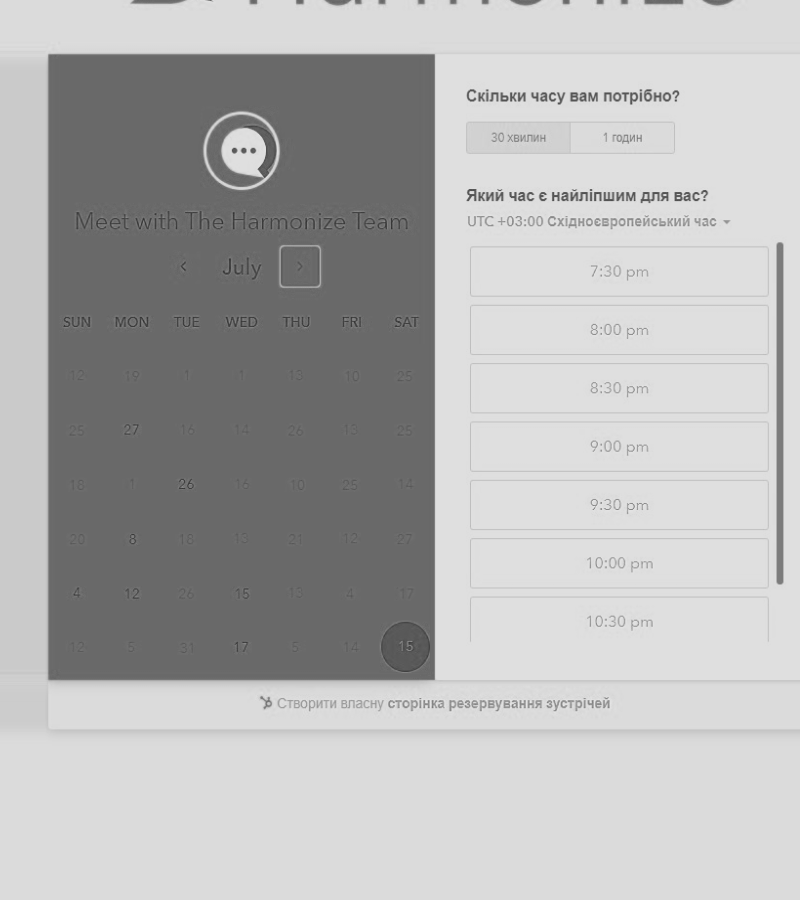 Meet with The Harmonize Team
July
SUN MON TUE WED THU FRI SAT
12 19 1 1 13 10 25
25 27 16 14 26 13 25
18 1 26 16 10 25 14
20 8 18 13 21 12 27
4 12 26 15 13 4 17
12 5 31 17 5 14 15
Скільки часу вам потрібно?
30 хвилин 1 годин
Який час є найліпшим для вас?
UTC +03:00 Східноєвропейський час
7:30 pm
8:00 pm
8:30 pm
9:00 pm
9:30 pm
10:00 pm
10:30 pm
Створити власну сторінка резервування зустрічей